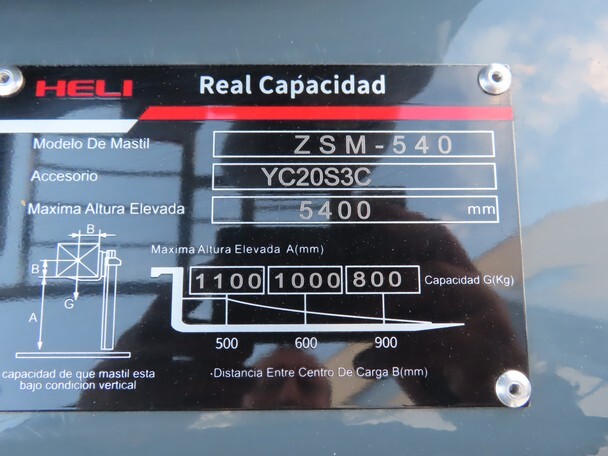 HELI Real Capacidad
Modelo De Mastil ZSM-540
Accesorio YC20S3C
Maxima Altura Elevada 5400 mm
B
Maxima Altura Elevada A(mm)
B
1100 1000 800 Capacidad G(Kg)
G
A
500 600 900
capacidad de que mastil esta
bajo condicion vertical
·Distancia Entre Centro De Carga B(mm)